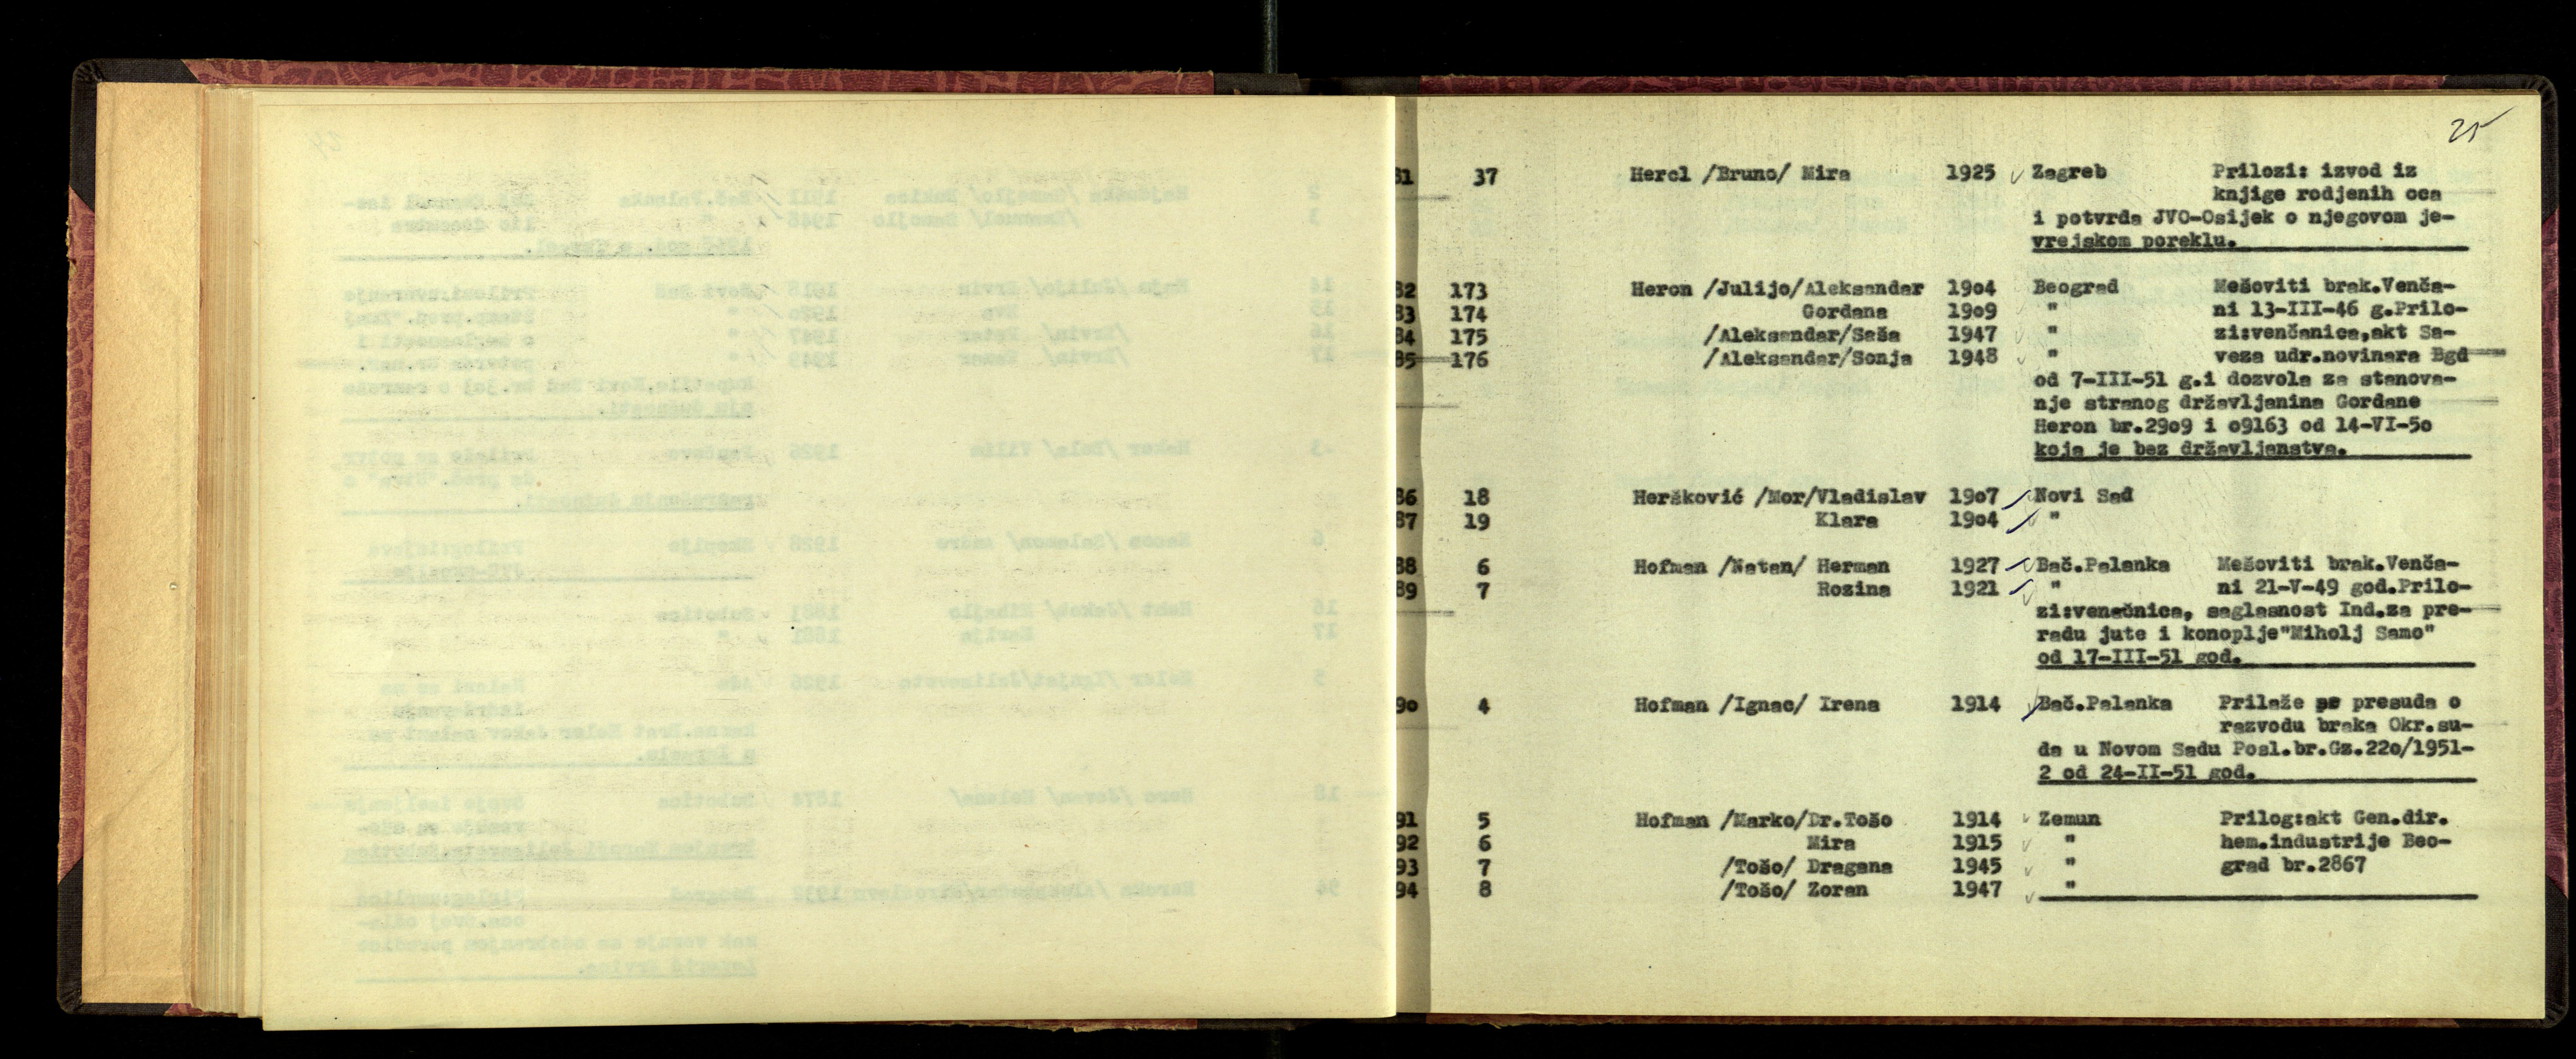 25
81 37 Hercl /Bruno/ Mira 1925 Zagreb Prilozi: izvod iz
knjige rodjenih oca
i potvrda JVO-Osijek o njegovom je-
vrejskom poreklu.
82 173 Heron /Julijo/Aleksandar 1904 Beograd Mešoviti brak.Venča-
83 174 Gordana 1909 " ni 13-III-46 g.Prilo-
84 175 /Aleksandar/Saša 1947 " zi:venčanica,akt Sa-
85 176 /Aleksandar/Sonja 1948 " veza udr.novinara Bgd
od 7-III-51 g.i dozvola za stanova-
nje stranog državljanina Gordane
Heron br.2909 i 09163 od 14-VI-50
koja je bez državljanstva.
86 18 Heršković /Mor/Vladislav 1907 Novi Sad
87 19 Klara 1904 "
88 6 Hofman /Natan/ Herman 1927 Bač.Palanka Mešoviti brak.Venča-
89 7 Rozina 1921 " ni 21-V-49 god.Prilo-
zi:venačnica, saglasnost Ind.za pre-
radu jute i konoplje"Miholj Samo"
od 17-III-51 god.
90 4 Hofman /Ignac/ Irena 1914 Bač.Palanka Prilaže se presuda o
razvodu braka Okr.su-
da u Novom Sadu Posl.br.Gz.220/1951-
2 od 24-II-51 god.
91 5 Hofman /Marko/Dr.Tošo 1914 Zemun Prilog:akt Gen.dir.
92 6 Mira 1915 " hem.industrije Beo-
93 7 /Tošo/ Dragana 1945 " grad br.2867
94 8 /Tošo/ Zoran 1947 "